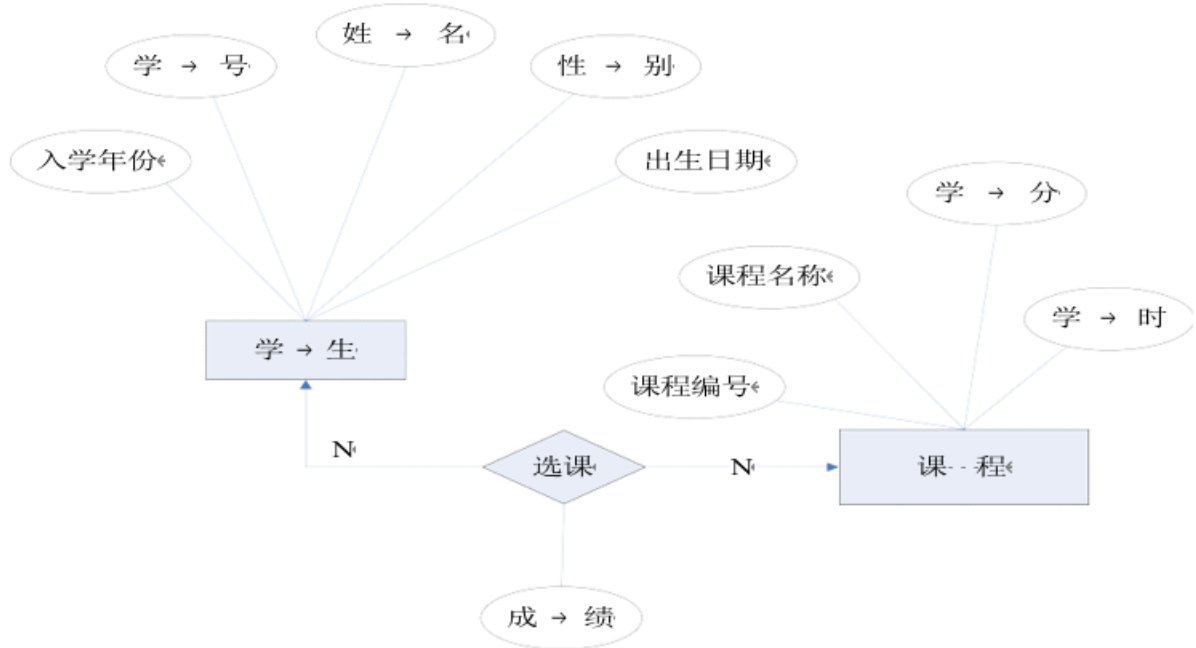 姓 → 名
学 → 号
性 → 别
入学年份
出生日期
学 → 分
课程名称
学 → 时
学 → 生
课程编号
N
选课
N
课 程
成 → 绩